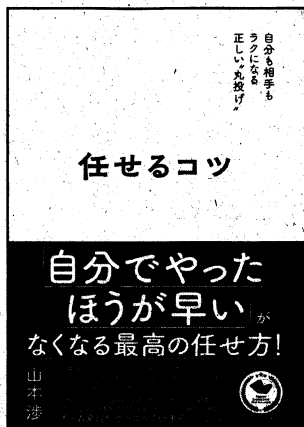 自分も相手も
ラクになる
正しい“丸投げ”
任せるコツ
「自分でやった
ほうが早い」が
なくなる最高の任せ方!
山本渉